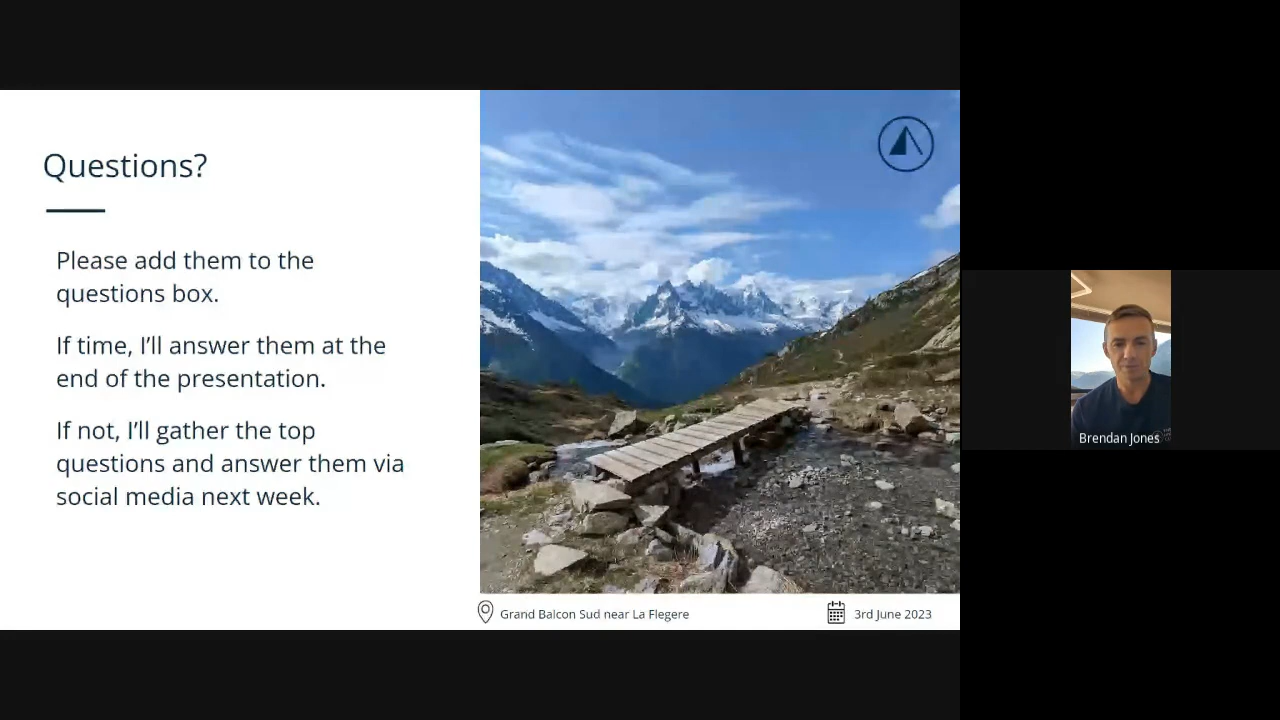 Questions?
Please add them to the
questions box.
If time, I’ll answer them at the
end of the presentation.
If not, I’ll gather the top
questions and answer them via
social media next week.
Grand Balcon Sud near La Flegere
3rd June 2023
Brendan Jones